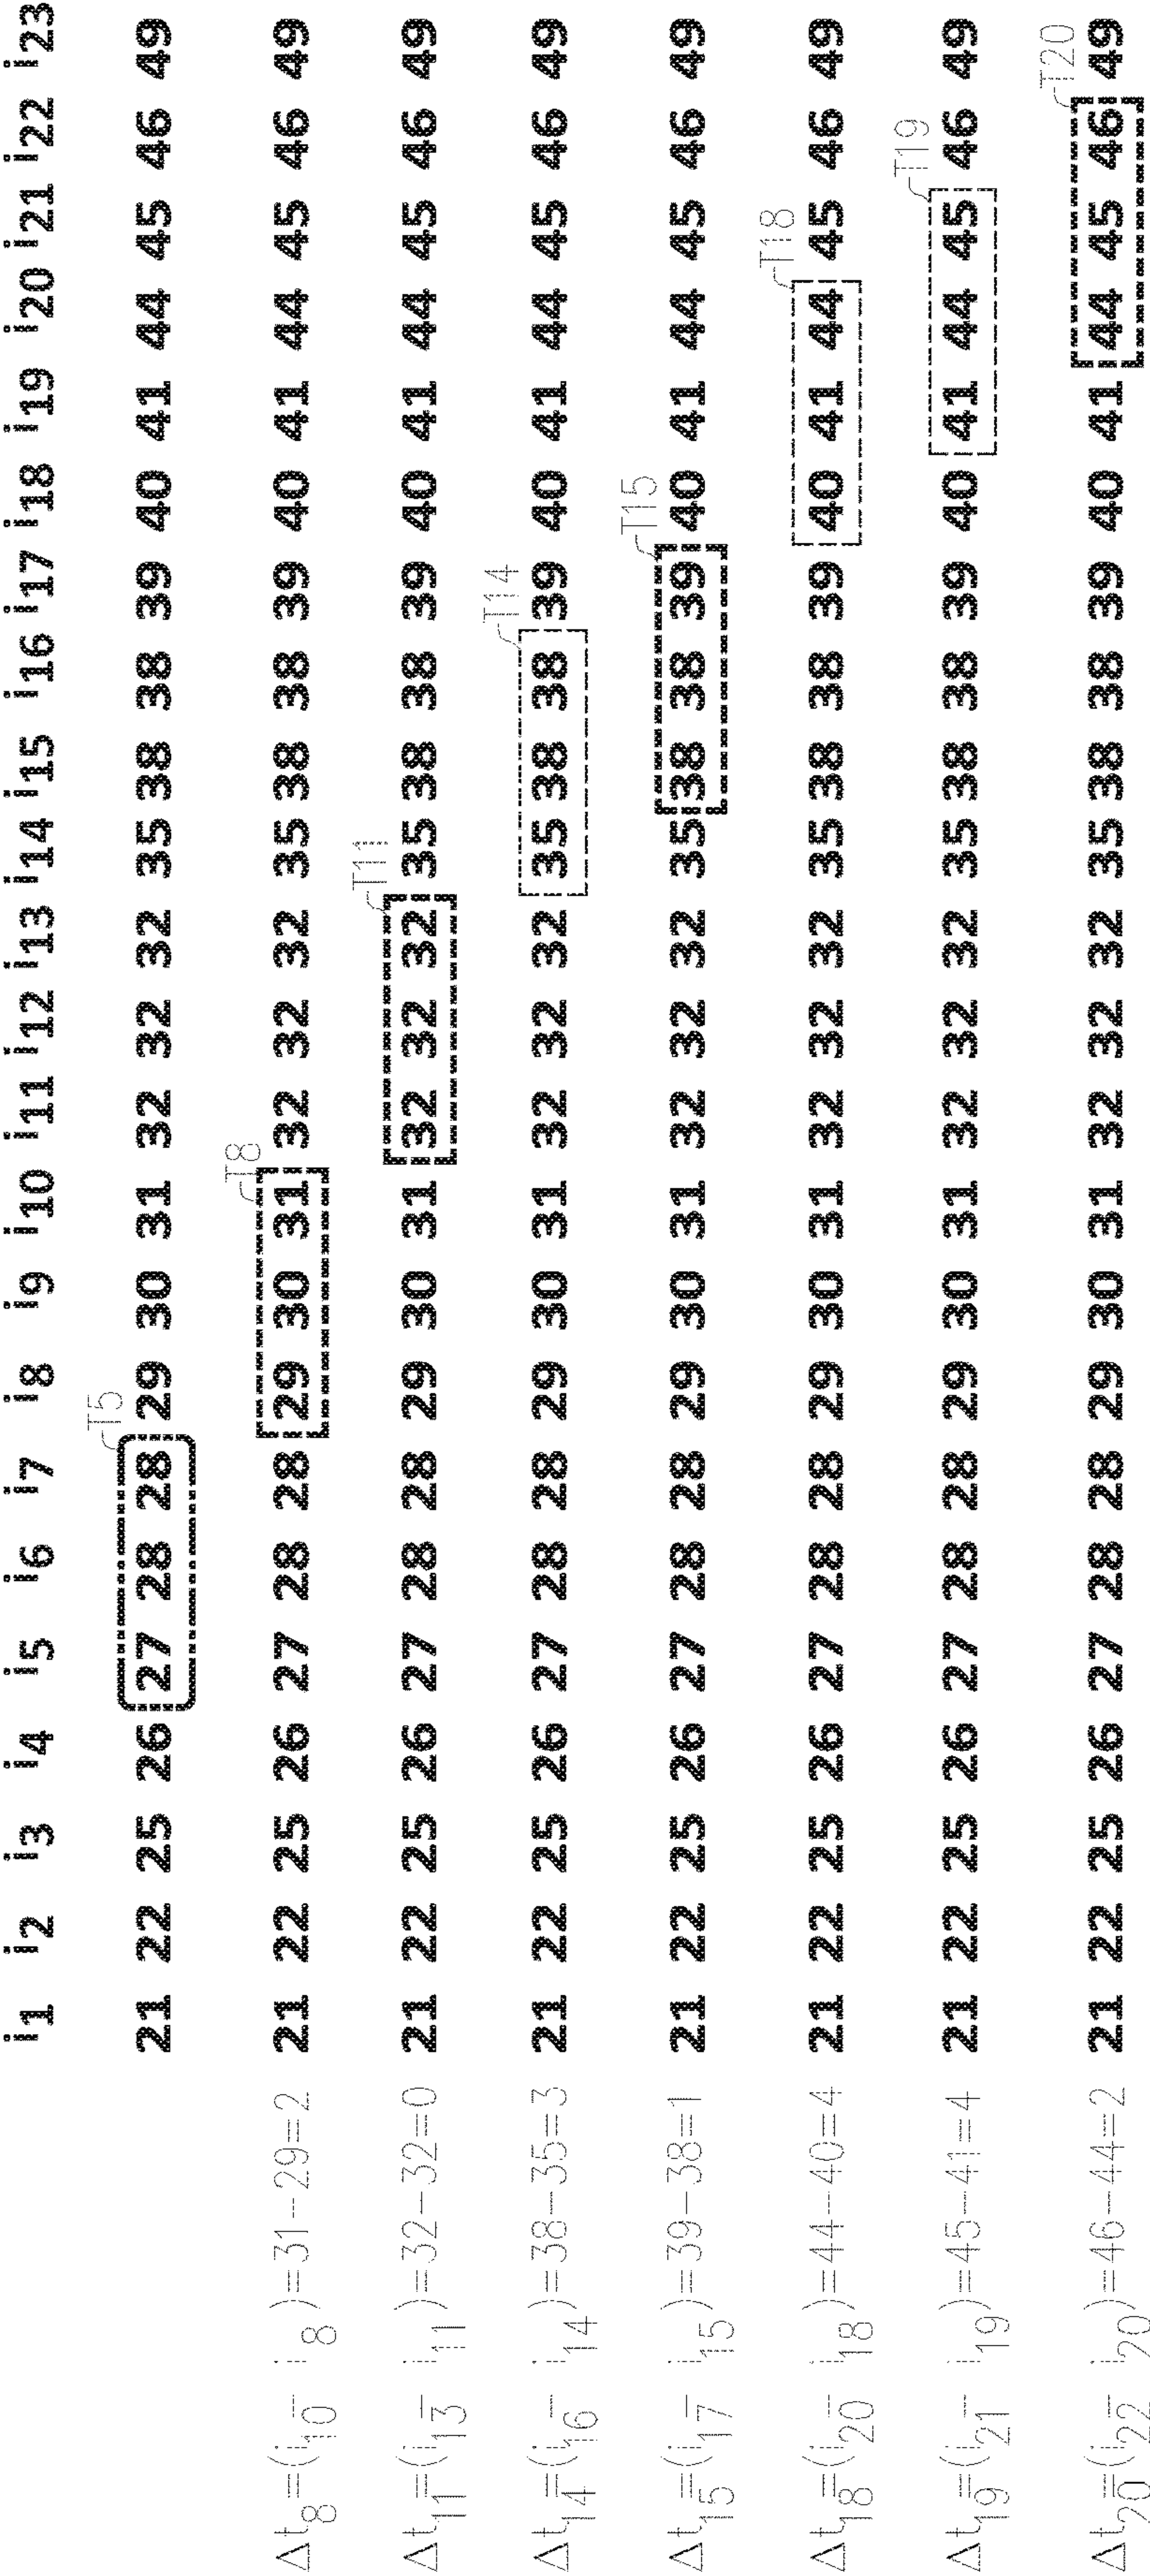 i1 i2 i3 i4 i5 i6 i7 i8 i9 i10 i11 i12 i13 i14 i15 i16 i17 i18 i19 i20 i21 i22 i23
T5
21 22 25 26 27 28 28 29 30 31 32 32 32 35 38 38 39 40 41 44 45 46 49
T8
Δt8=(i10-i8)=31-29=2 21 22 25 26 27 28 28 29 30 31 32 32 32 35 38 38 39 40 41 44 45 46 49
T11
Δt11=(i13-i11)=32-32=0 21 22 25 26 27 28 28 29 30 31 32 32 32 35 38 38 39 40 41 44 45 46 49
T14
Δt14=(i16-i14)=38-35=3 21 22 25 26 27 28 28 29 30 31 32 32 32 35 38 38 39 40 41 44 45 46 49
T15
Δt15=(i17-i15)=39-38=1 21 22 25 26 27 28 28 29 30 31 32 32 32 35 38 38 39 40 41 44 45 46 49
T18
Δt18=(i20-i18)=44-40=4 21 22 25 26 27 28 28 29 30 31 32 32 32 35 38 38 39 40 41 44 45 46 49
T19
Δt19=(i21-i19)=45-41=4 21 22 25 26 27 28 28 29 30 31 32 32 32 35 38 38 39 40 41 44 45 46 49
T20
Δt20=(i22-i20)=46-44=2 21 22 25 26 27 28 28 29 30 31 32 32 32 35 38 38 39 40 41 44 45 46 49